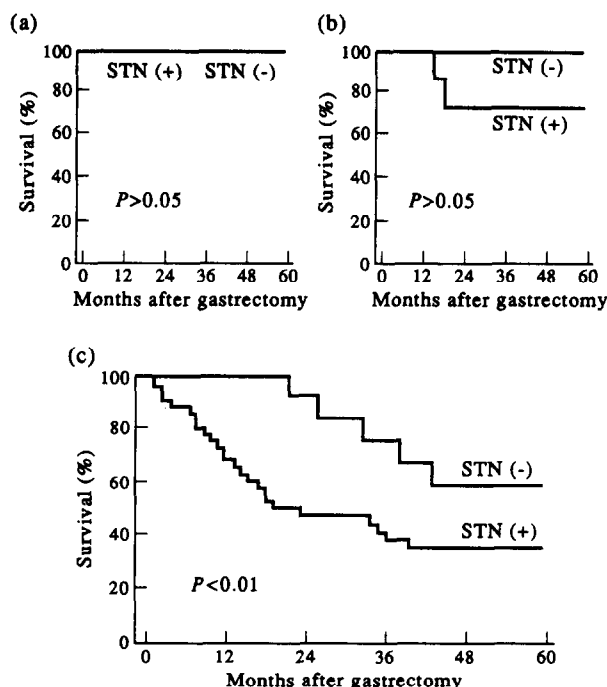 (a)
100
80
60
40
20
0
Survival (%)
STN (+) STN (-)
P>0.05
0 12 24 36 48 60
Months after gastrectomy
(b)
100
80
60
40
20
0
Survival (%)
STN (-)
STN (+)
P>0.05
0 12 24 36 48 60
Months after gastrectomy
(c)
100
80
60
40
20
0
Survival (%)
STN (-)
STN (+)
P<0.01
0 12 24 36 48 60
Months after gastrectomy